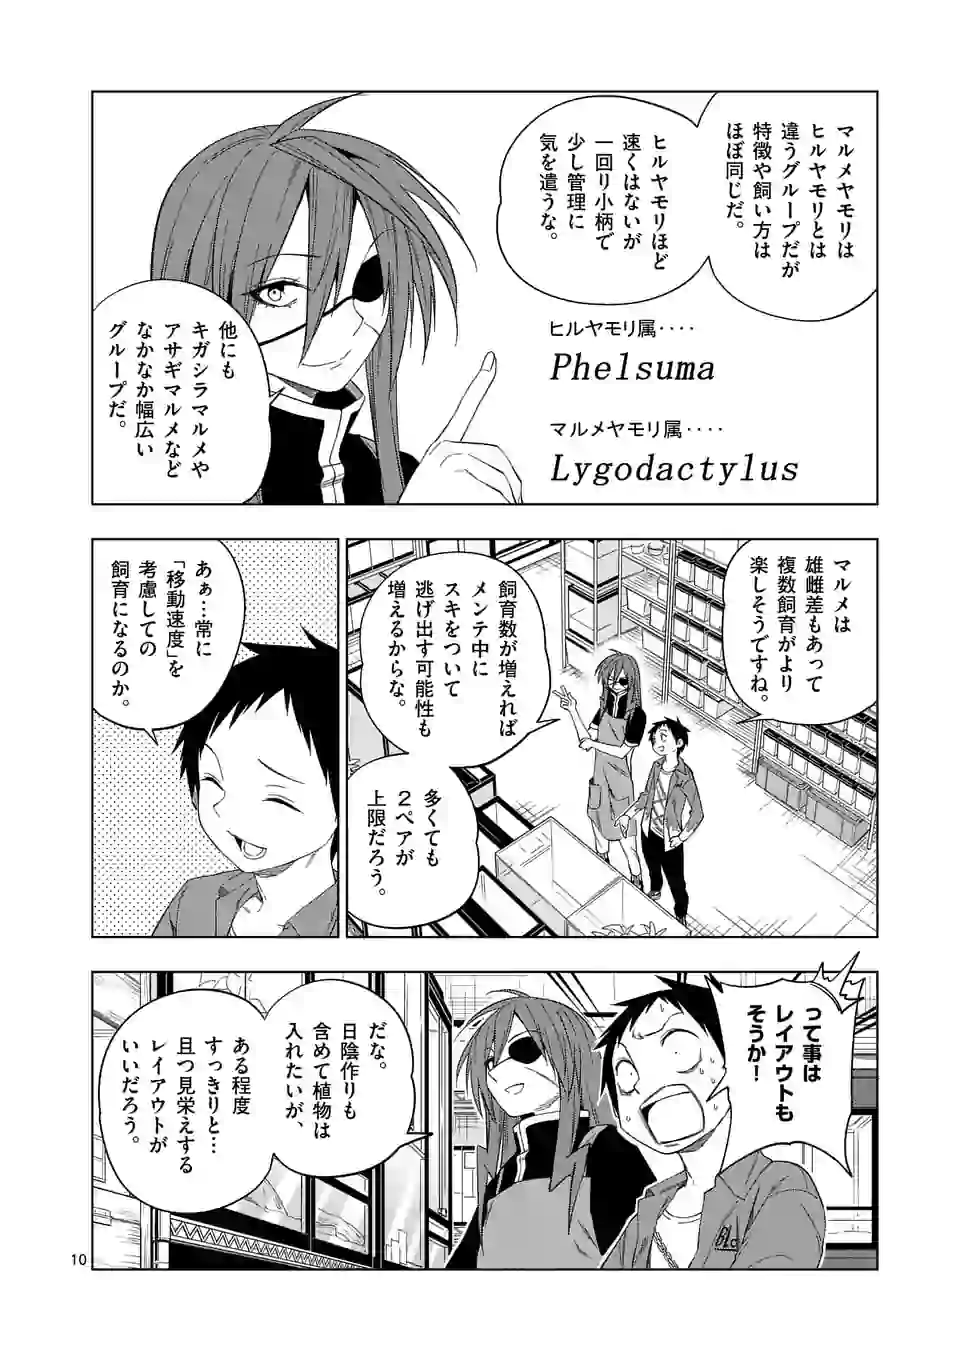 マルメヤモリは
ヒルヤモリとは
違うグループだが
特徴や飼い方は
ほぼ同じだ。
ヒルヤモリほど
速くはないが
一回り小柄で
少し管理に
気を遣うな。
ヒルヤモリ属‥‥
Phelsuma
マルメヤモリ属‥‥
Lygodactylus
他にも
キガシラマルメや
アサギマルメなど
なかなか幅広い
グループだ。
マルメは
雄雌差もあって
複数飼育がより
楽しそうですね。
飼育数が増えれば
メンテ中に
スキをついて
逃げ出す可能性も
増えるからな。
多くても
2ペアが
上限だろう。
あぁ…常に
「移動速度」を
考慮しての
飼育になるのか。
って事は
レイアウトも
そうか！
だな。
日陰作りも
含めて植物は
入れたいが、
ある程度
すっきりと…
且つ見栄えする
レイアウトが
いいだろう。
BLc
10